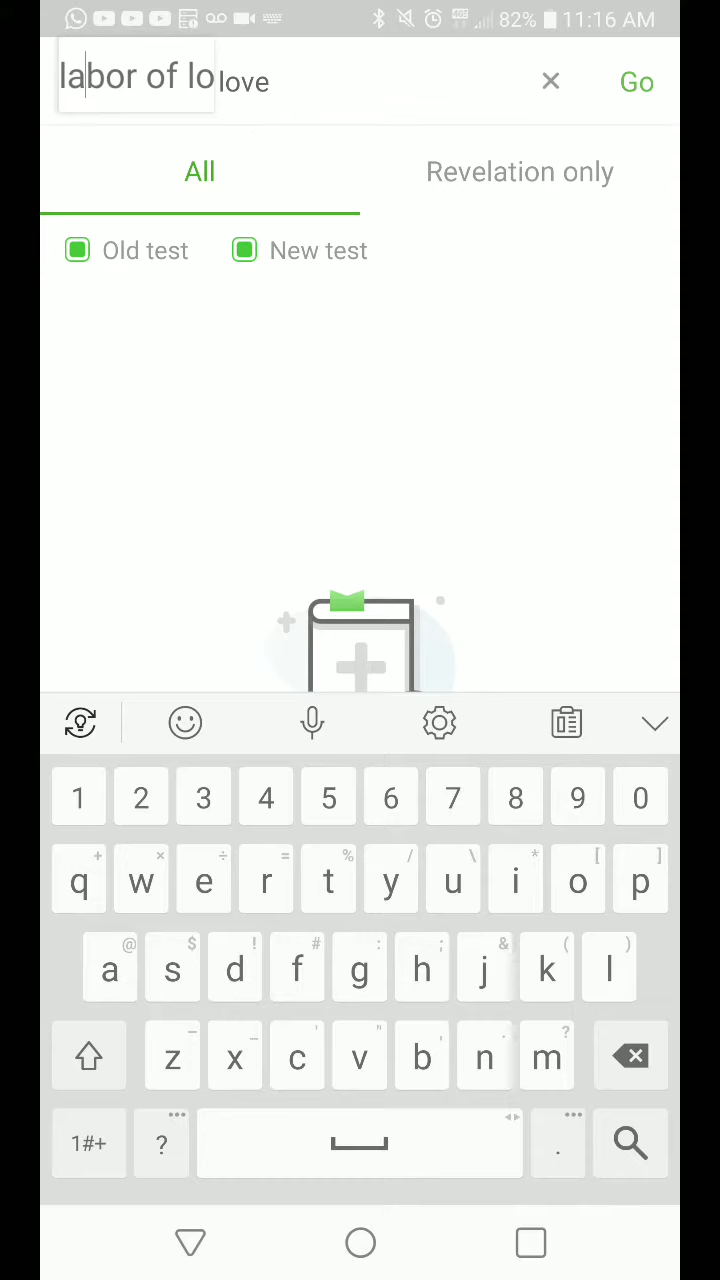 82% 11:16 AM
labor of lo love
Go
All Revelation only
Old test New test
1 2 3 4 5 6 7 8 9 0
+ × ÷ = % / \ * [ ]
q w e r t y u i o p
@ $ ! # : ; & ( )
a s d f g h j k l
– _ ' " ' . ?
z x c v b n m
1#+ ? .